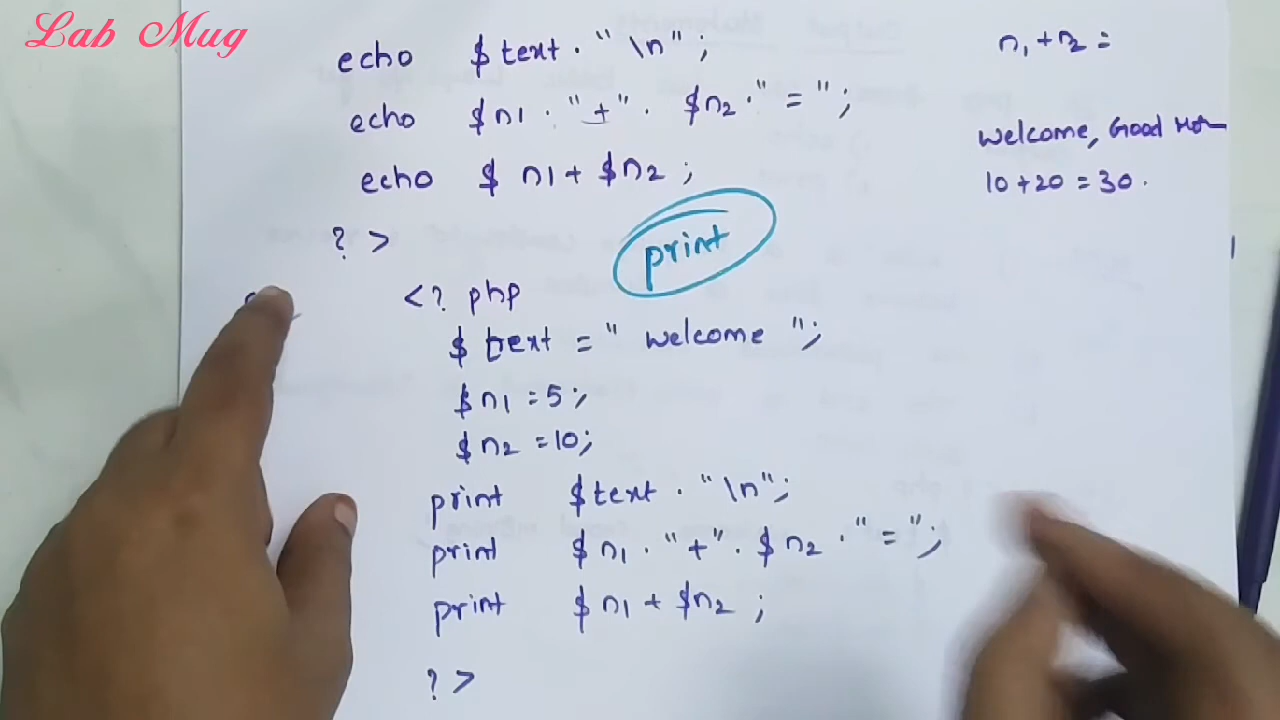 Lab Mug
echo $text . "\n";
echo $n1 . "+" . $n2 . "=";
echo $ n1 + $n2 ;
? >
n1 + n2 =
Welcome, Good
10 + 20 = 30.
print
<? php
$ text = " Welcome ";
$ n1 = 5;
$ n2 = 10;
print $text . "\n";
print $ n1 . "+" . $ n2 . "=";
print $ n1 + $n2 ;
? >